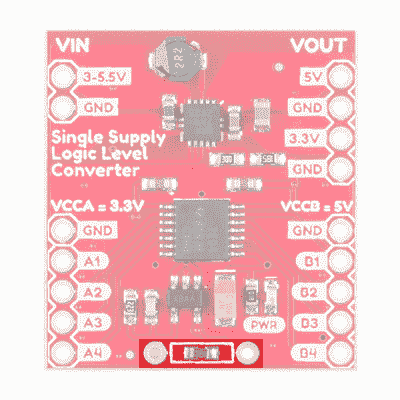 VIN
VOUT
2R2
3-5.5V
5V
GND
GND
3.3V
Single Supply
Logic Level
Converter
GND
VCCA = 3.3V
VCCB = 5V
GND
GND
A1
B1
A2
B2
A3
B3
PWR
A4
B4